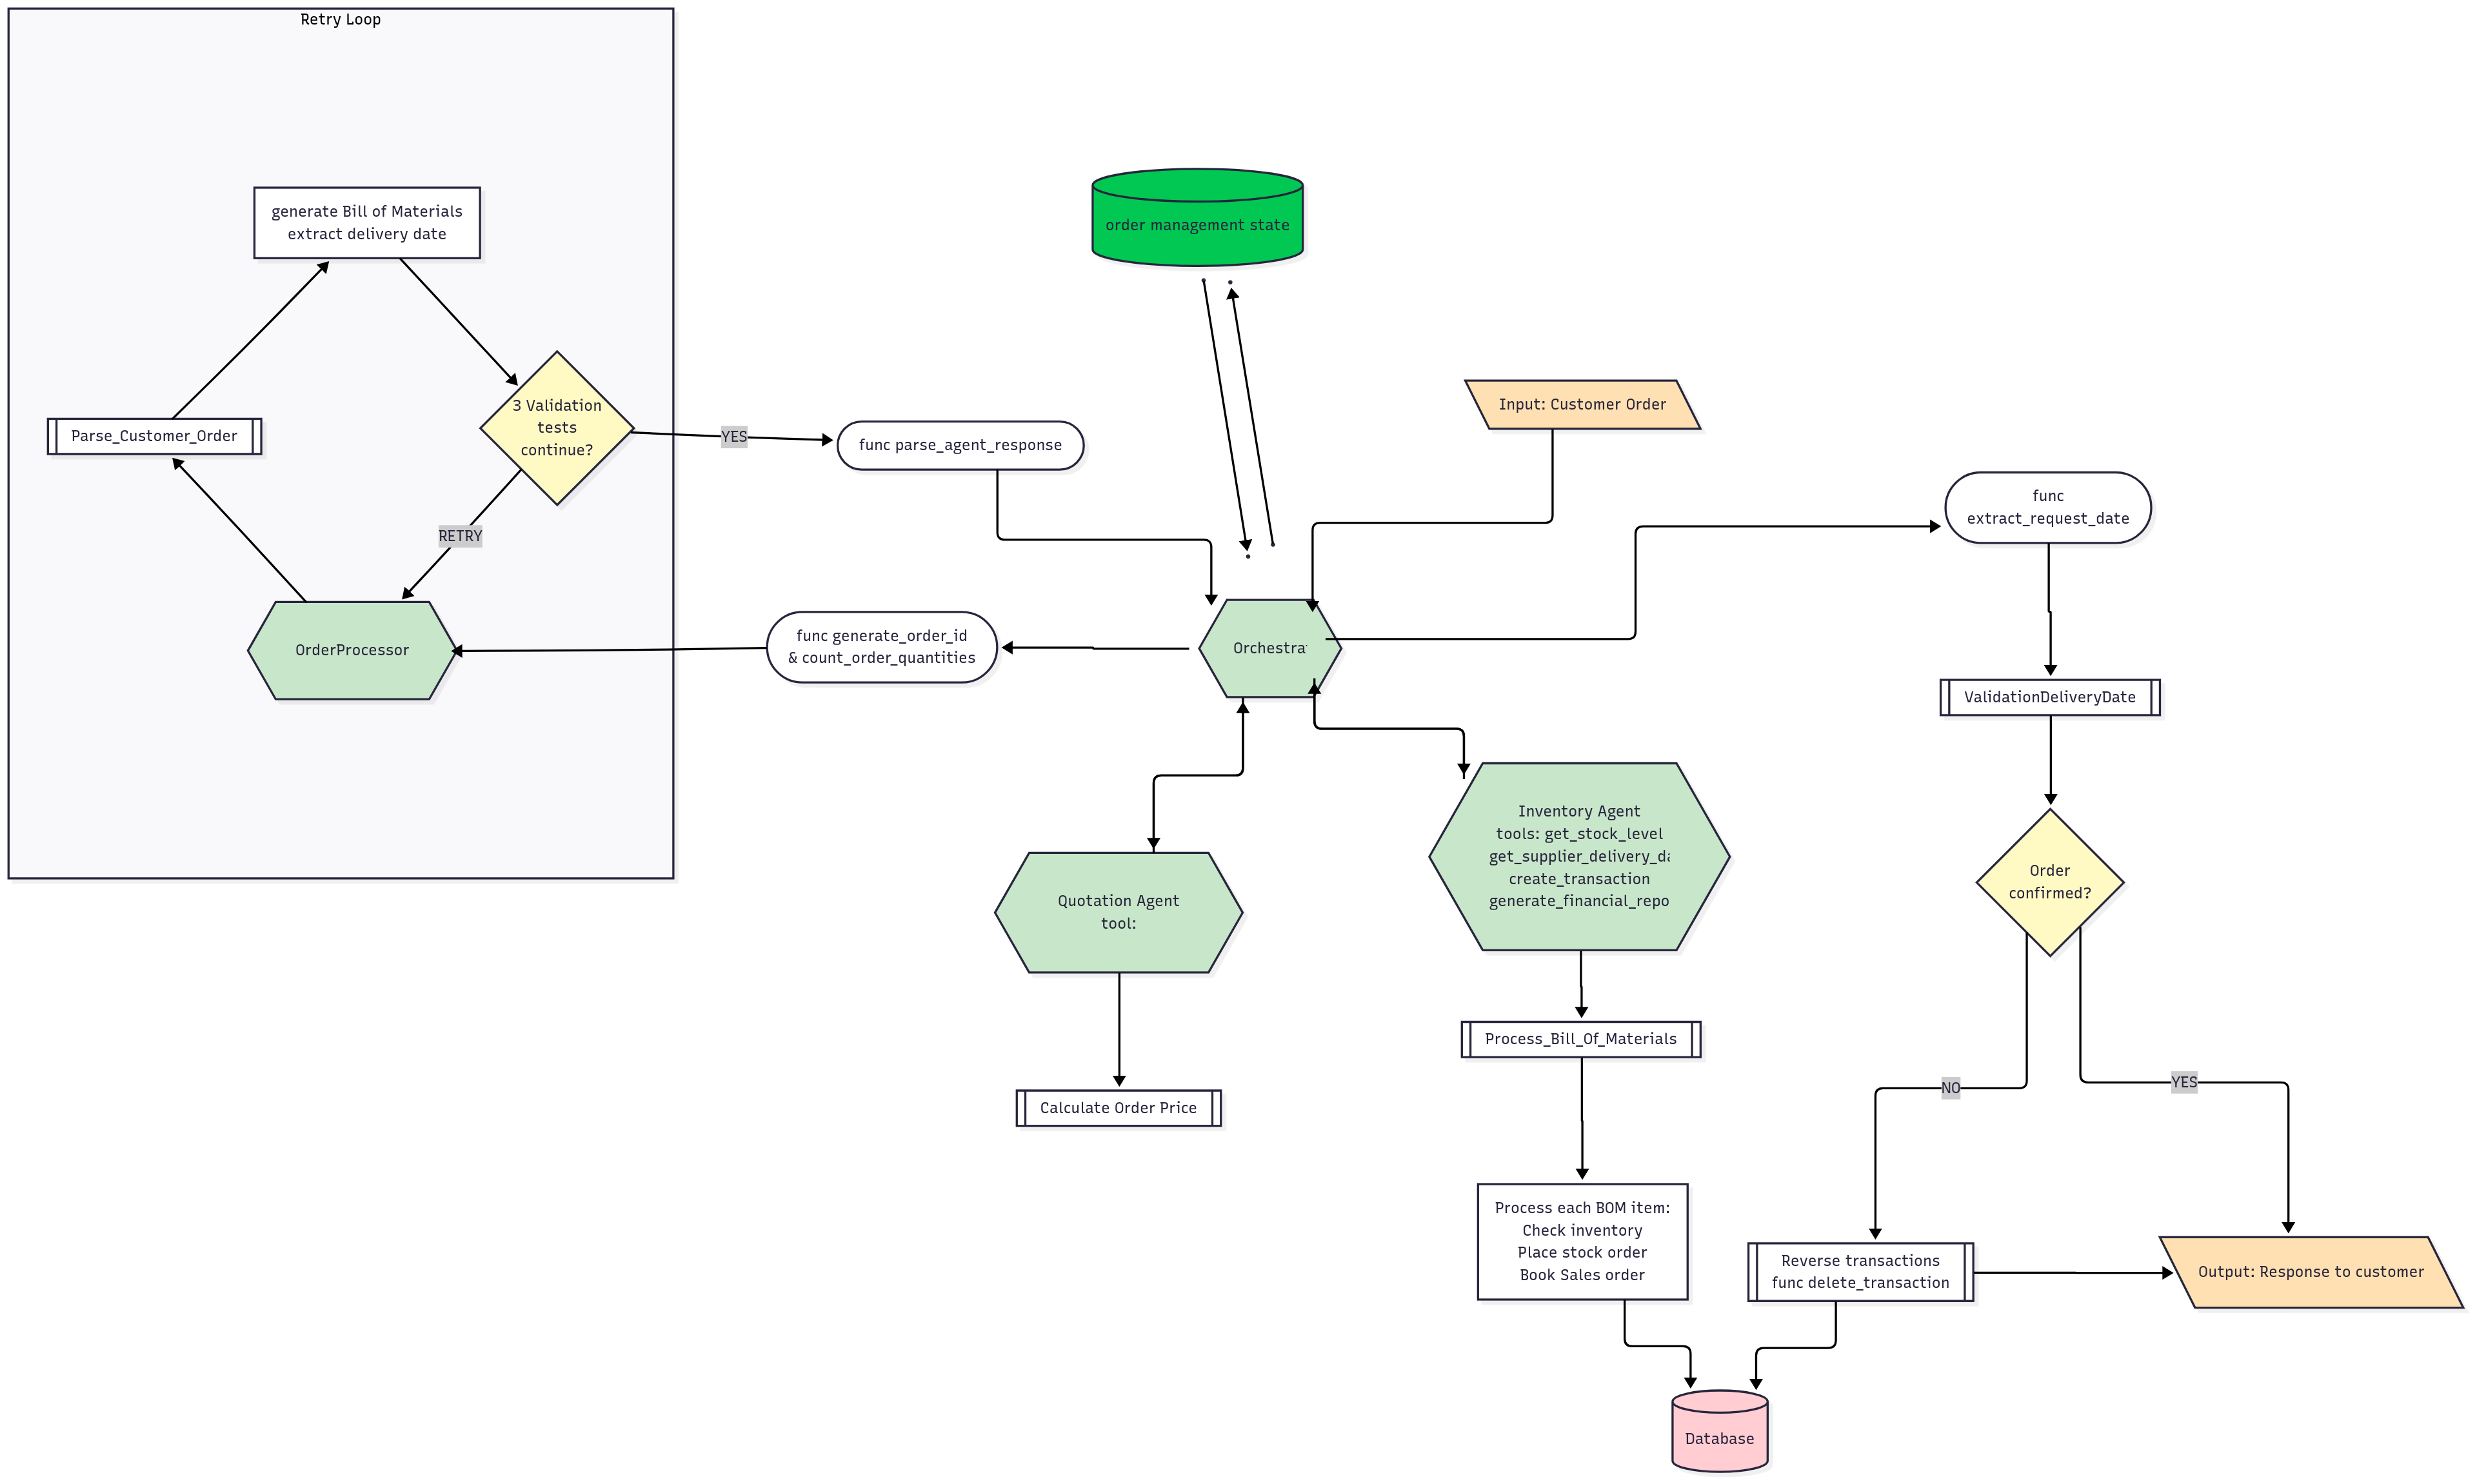 Retry Loop
generate Bill of Materials
extract delivery date
order management state
3 Validation
tests
continue?
Parse_Customer_Order
YES
func parse_agent_response
Input: Customer Order
RETRY
func
extract_request_date
OrderProcessor
func generate_order_id
& count_order_quantities
Orchestra
ValidationDeliveryDate
Inventory Agent
tools: get_stock_level
get_supplier_delivery_da
create_transaction
generate_financial_repo
Quotation Agent
tool:
Order
confirmed?
Process_Bill_Of_Materials
Calculate Order Price
NO
YES
Process each BOM item:
Check inventory
Place stock order
Book Sales order
Reverse transactions
func delete_transaction
Output: Response to customer
Database